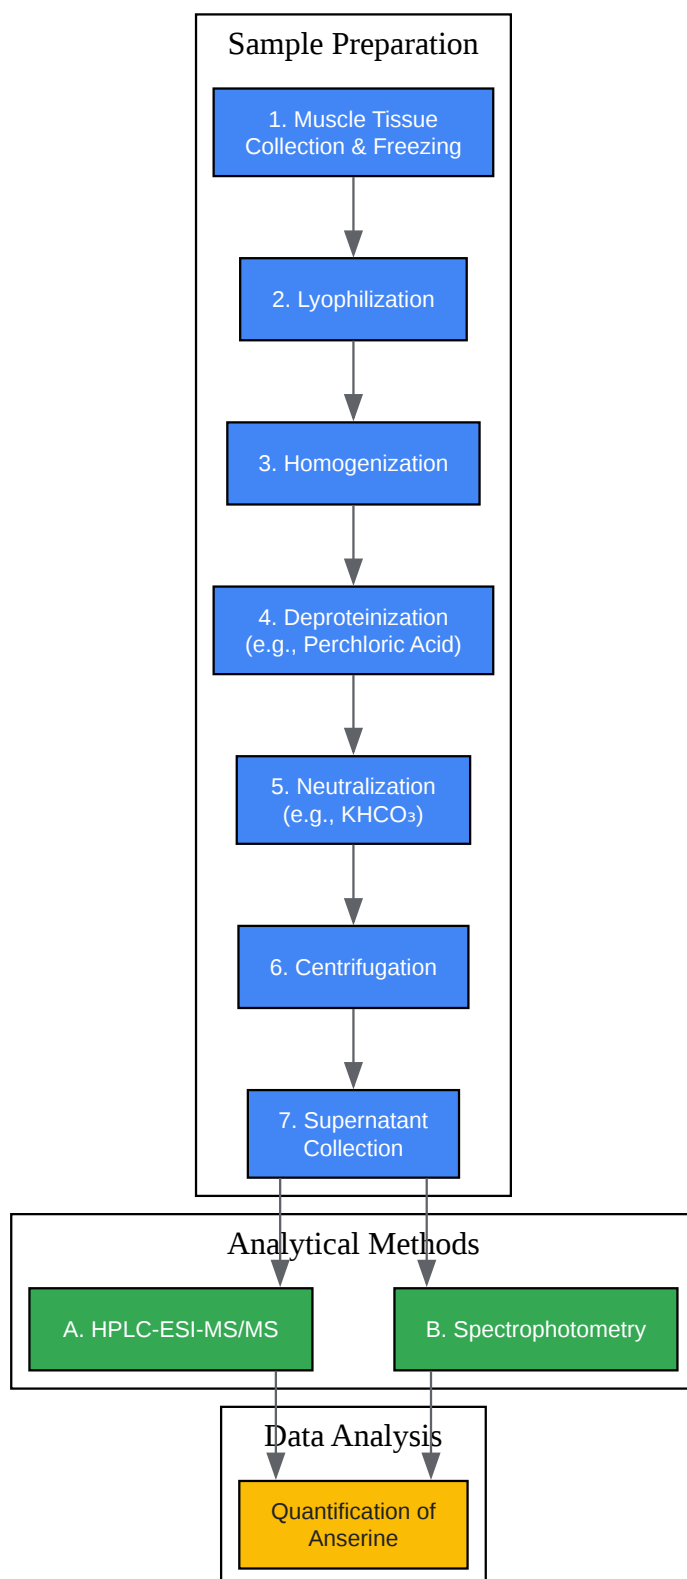 Sample Preparation
1. Muscle Tissue
Collection & Freezing
2. Lyophilization
3. Homogenization
4. Deproteinization
(e.g., Perchloric Acid)
5. Neutralization
(e.g., KHCO₃)
6. Centrifugation
7. Supernatant
Collection
Analytical Methods
A. HPLC-ESI-MS/MS
B. Spectrophotometry
Data Analysis
Quantification of
Anserine